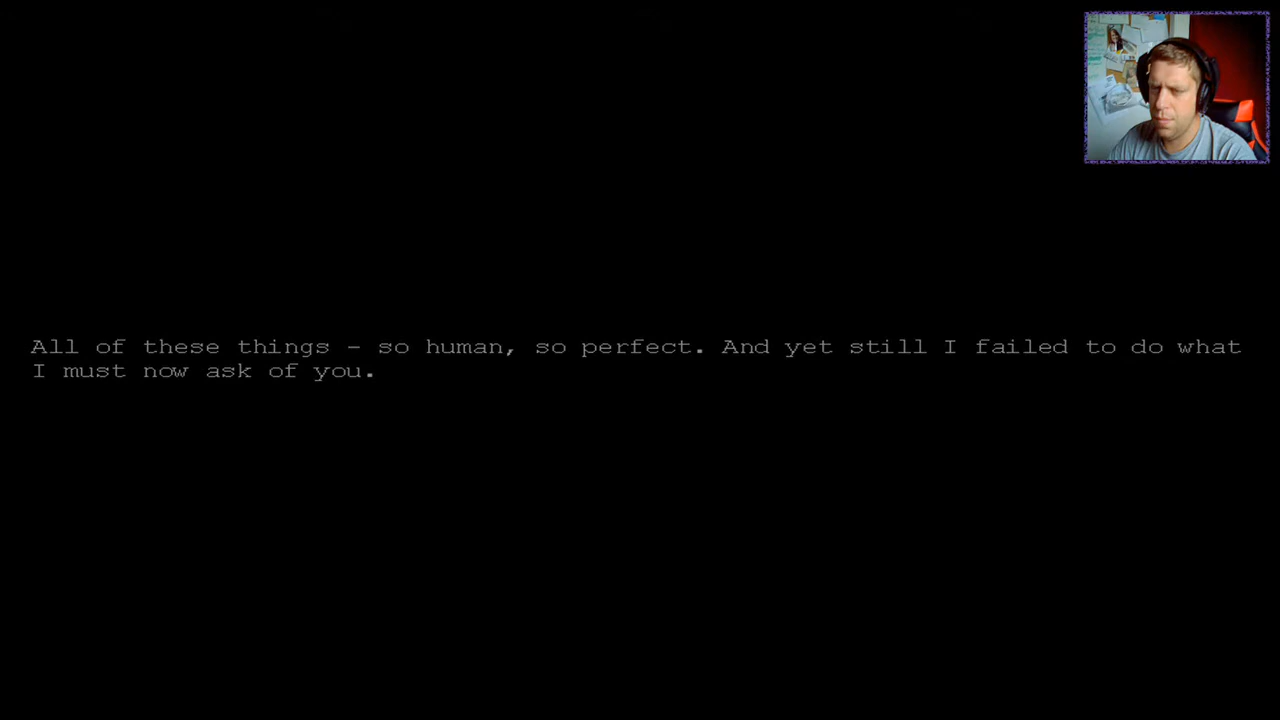 All of these things - so human, so perfect. And yet still I failed to do what
I must now ask of you.